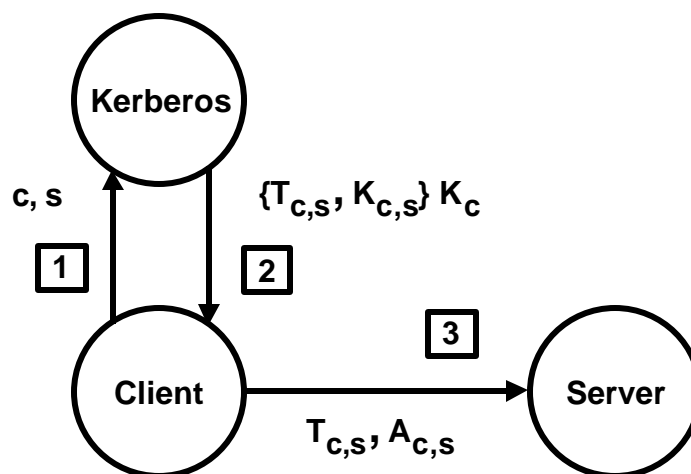 Kerberos
c, s
{Tc,s, Kc,s} Kc
1
2
3
Client
Server
Tc,s, Ac,s